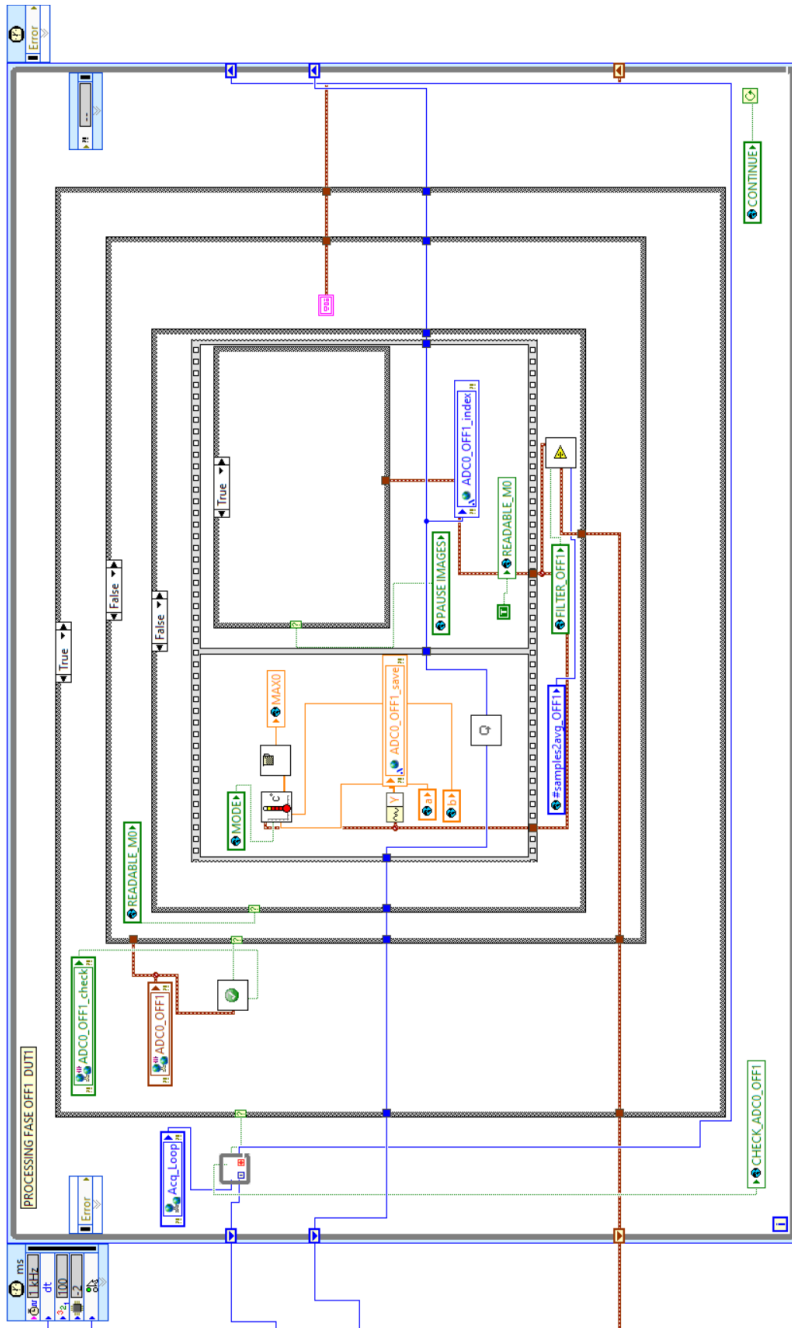 PROCESSING FASE OFF1 DUT1
ms
1 kHz
dt
100
-2
Error
Acq_Loop
CHECK_ADC0_OFF1
i
True
ADC0_OFF1_check
ADC0_OFF1
False
READABLE_M0
False
MODE
MAX0
C°
ADC0_OFF1_save
Y
a
b
#samples2avg_OFF1
FILTER_OFF1
True
PAUSE IMAGES
ADC0_OFF1_index
READABLE_M0
T
CONTINUE
--
Error